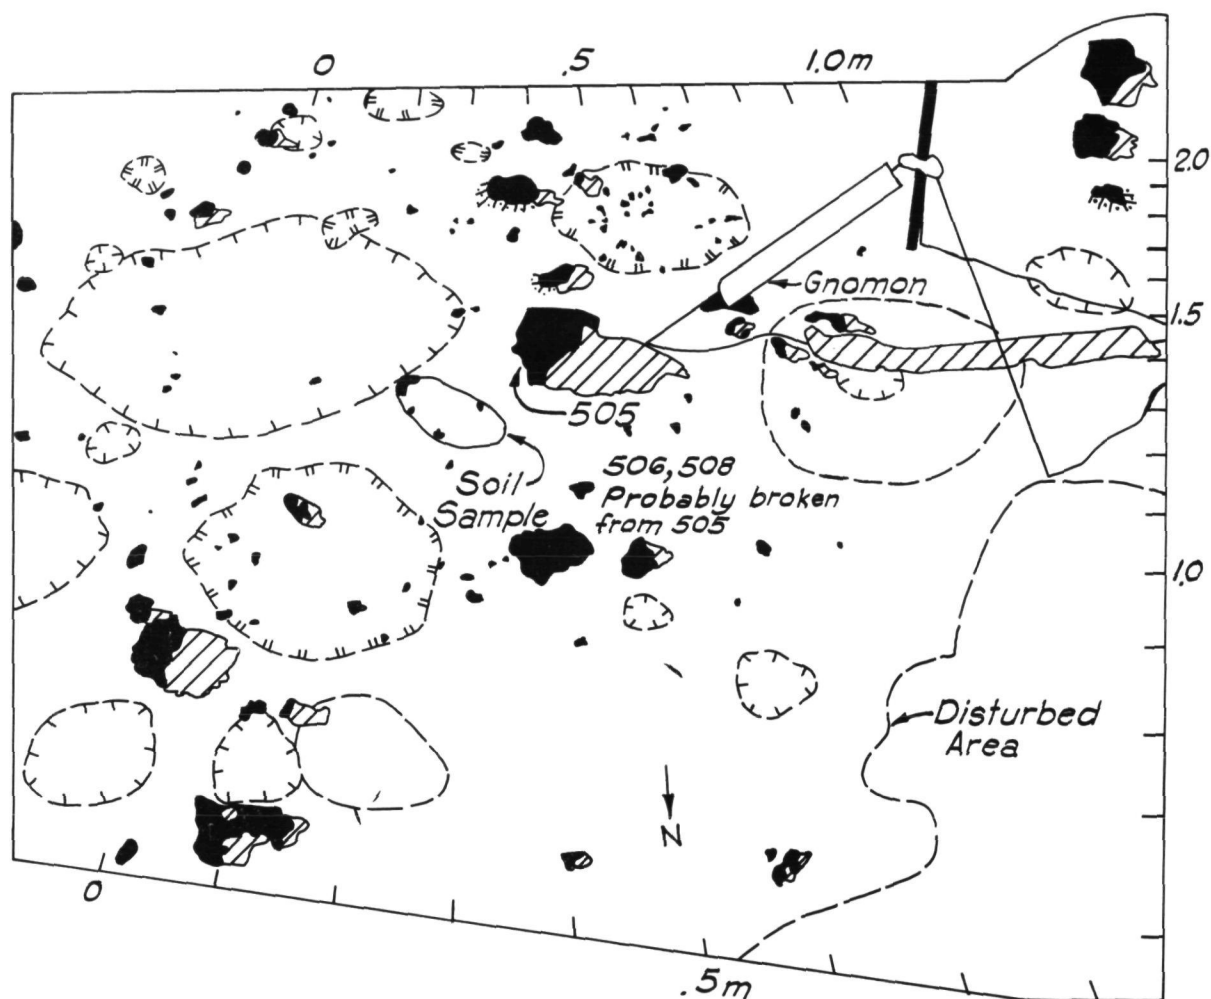 0 .5 1.0m
2.0
Gnomon
1.5
505
506,508
Probably broken
from 505
Soil
Sample
1.0
Disturbed
Area
N
0
.5m